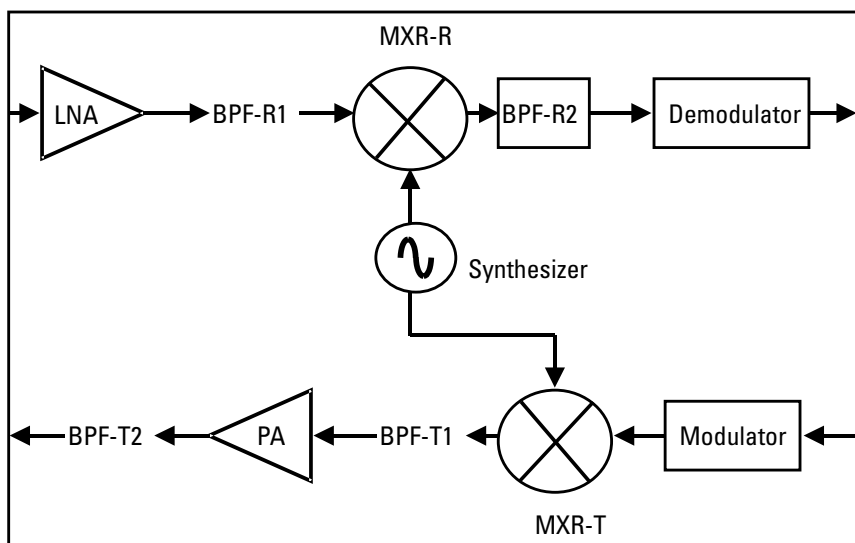 MXR-R
LNA
BPF-R1
BPF-R2
Demodulator
Synthesizer
BPF-T2
PA
BPF-T1
Modulator
MXR-T